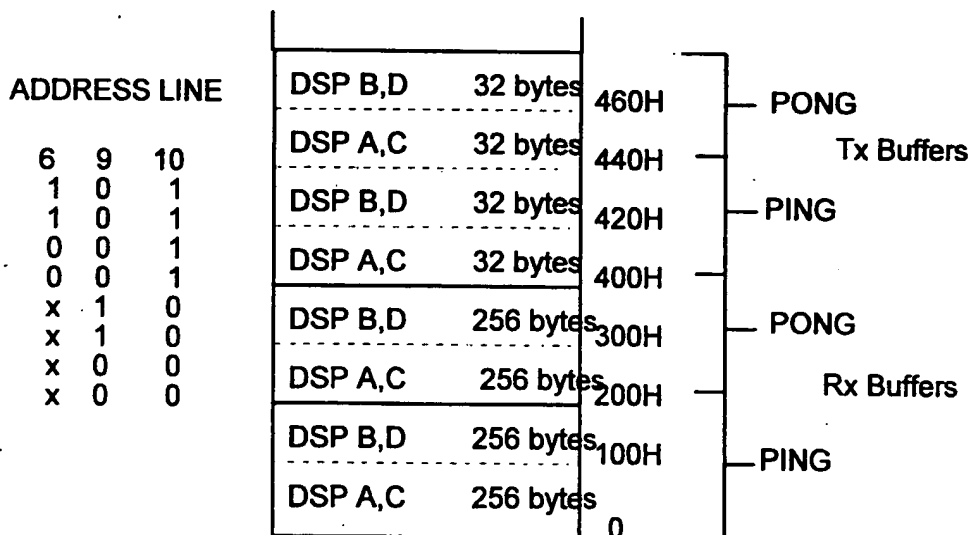 ADDRESS LINE
6 9 10
1 0 1
1 0 1
0 0 1
0 0 1
x 1 0
x 1 0
x 0 0
x 0 0
DSP B,D 32 bytes 460H
DSP A,C 32 bytes 440H
DSP B,D 32 bytes 420H
DSP A,C 32 bytes 400H
DSP B,D 256 bytes 300H
DSP A,C 256 bytes 200H
DSP B,D 256 bytes 100H
DSP A,C 256 bytes 0
PONG
Tx Buffers
PING
PONG
Rx Buffers
PING